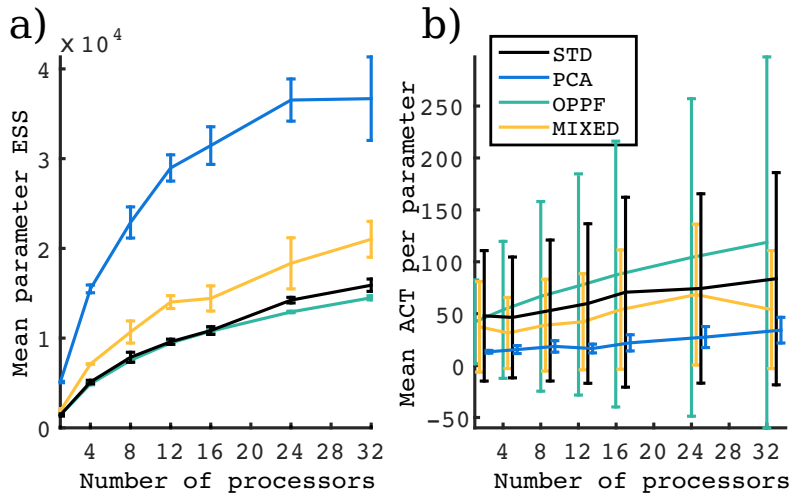 a)
x 10⁴
4
3
2
1
0
4 8 12 16 20 24 28 32
Mean parameter ESS
Number of processors
b)
STD
PCA
OPPF
MIXED
250
200
150
100
50
0
-50
4 8 12 16 20 24 28 32
Mean ACT per parameter
Number of processors